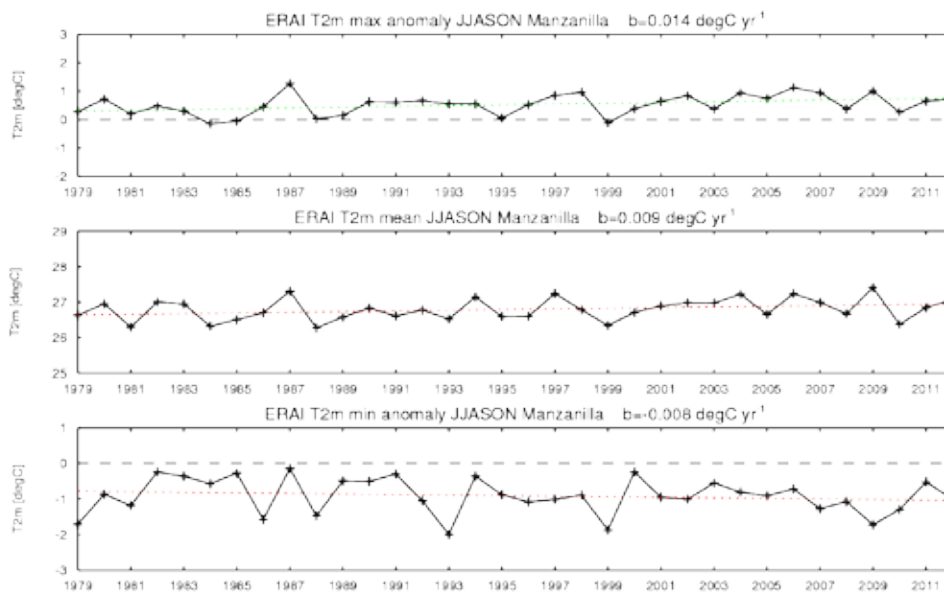 ERAI T2m max anomaly JJASON Manzanilla b=0.014 degC yr⁻¹
T2m [degC]
3
2
1
0
1
2
1979 1981 1983 1985 1987 1989 1991 1993 1995 1997 1999 2001 2003 2005 2007 2009 2011
ERAI T2m mean JJASON Manzanilla b=0.009 degC yr⁻¹
T2m [degC]
29
28
27
26
25
1979 1981 1983 1985 1987 1989 1991 1993 1995 1997 1999 2001 2003 2005 2007 2009 2011
ERAI T2m min anomaly JJASON Manzanilla b=-0.008 degC yr⁻¹
T2m [degC]
1
0
-1
-2
-3
1979 1981 1983 1985 1987 1989 1991 1993 1995 1997 1999 2001 2003 2005 2007 2009 2011